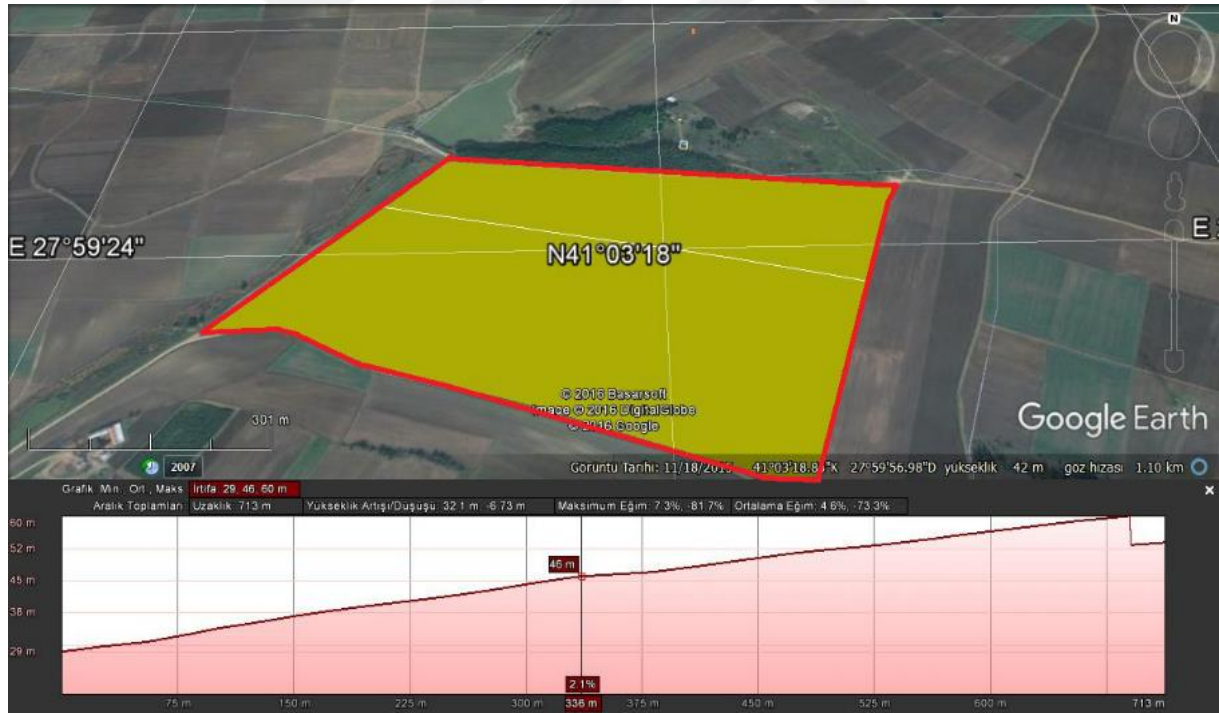 N
E 27°59'24"
N41°03'18"
E
© 2016 Basarsoft
Image © 2016 DigitalGlobe
© 2016 Google
Google Earth
301 m
2007
Görüntü Tarihi: 11/18/201 41°03'18.8 "K 27°59'56.98"D yükseklik 42 m göz hizası 1.10 km
Grafik Min., Ort., Maks İrtifa: 29, 46, 60 m
Aralık Toplamları Uzaklık: 713 m Yükseklik Artışı/Düşüşü: 32.1 m, -6.73 m Maksimum Eğim: 7.3%, -81.7% Ortalama Eğim: 4.6%, -73.3%
60 m
52 m
45 m
38 m
29 m
46 m
2.1%
75 m 150 m 225 m 300 m 336 m 375 m 450 m 525 m 600 m 713 m